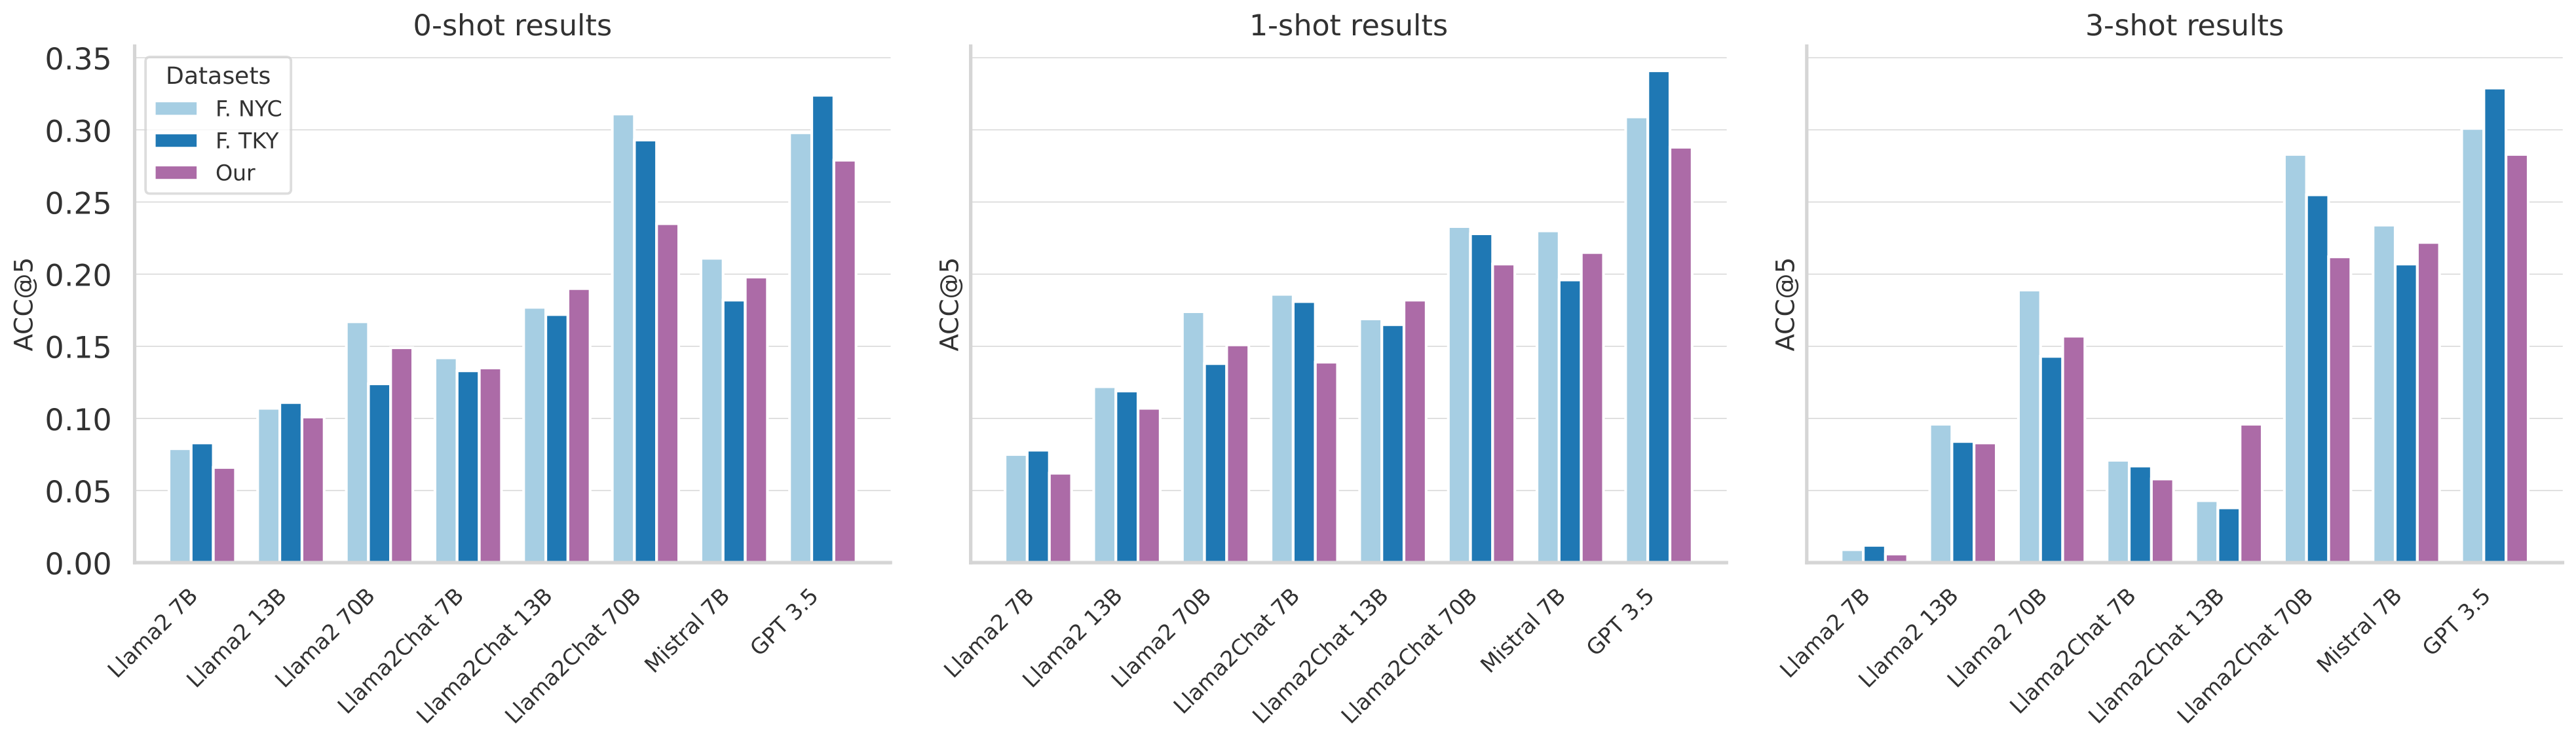 0-shot results
1-shot results
3-shot results
0.35
0.30
0.25
0.20
0.15
0.10
0.05
0.00
ACC@5
Datasets
F. NYC
F. TKY
Our
Llama2 7B
Llama2 13B
Llama2 70B
Llama2Chat 7B
Llama2Chat 13B
Llama2Chat 70B
Mistral 7B
GPT 3.5
ACC@5
Llama2 7B
Llama2 13B
Llama2 70B
Llama2Chat 7B
Llama2Chat 13B
Llama2Chat 70B
Mistral 7B
GPT 3.5
ACC@5
Llama2 7B
Llama2 13B
Llama2 70B
Llama2Chat 7B
Llama2Chat 13B
Llama2Chat 70B
Mistral 7B
GPT 3.5